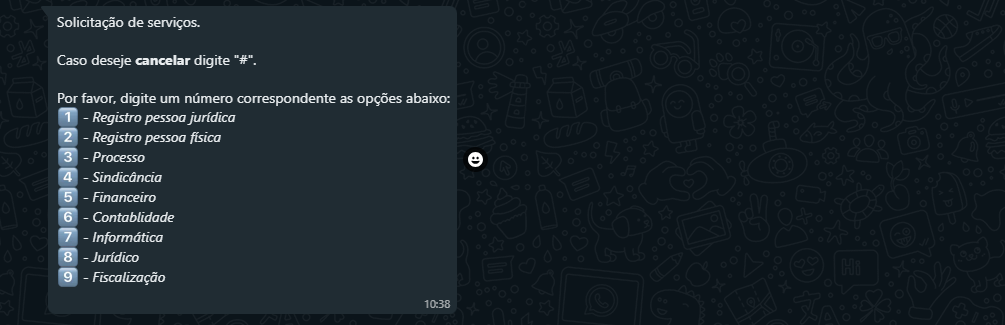 Solicitação de serviços.
Caso deseje cancelar digite "#".
Por favor, digite um número correspondente as opções abaixo:
1 - Registro pessoa jurídica
2 - Registro pessoa física
3 - Processo
4 - Sindicância
5 - Financeiro
6 - Contablidade
7 - Informática
8 - Jurídico
9 - Fiscalização
10:38